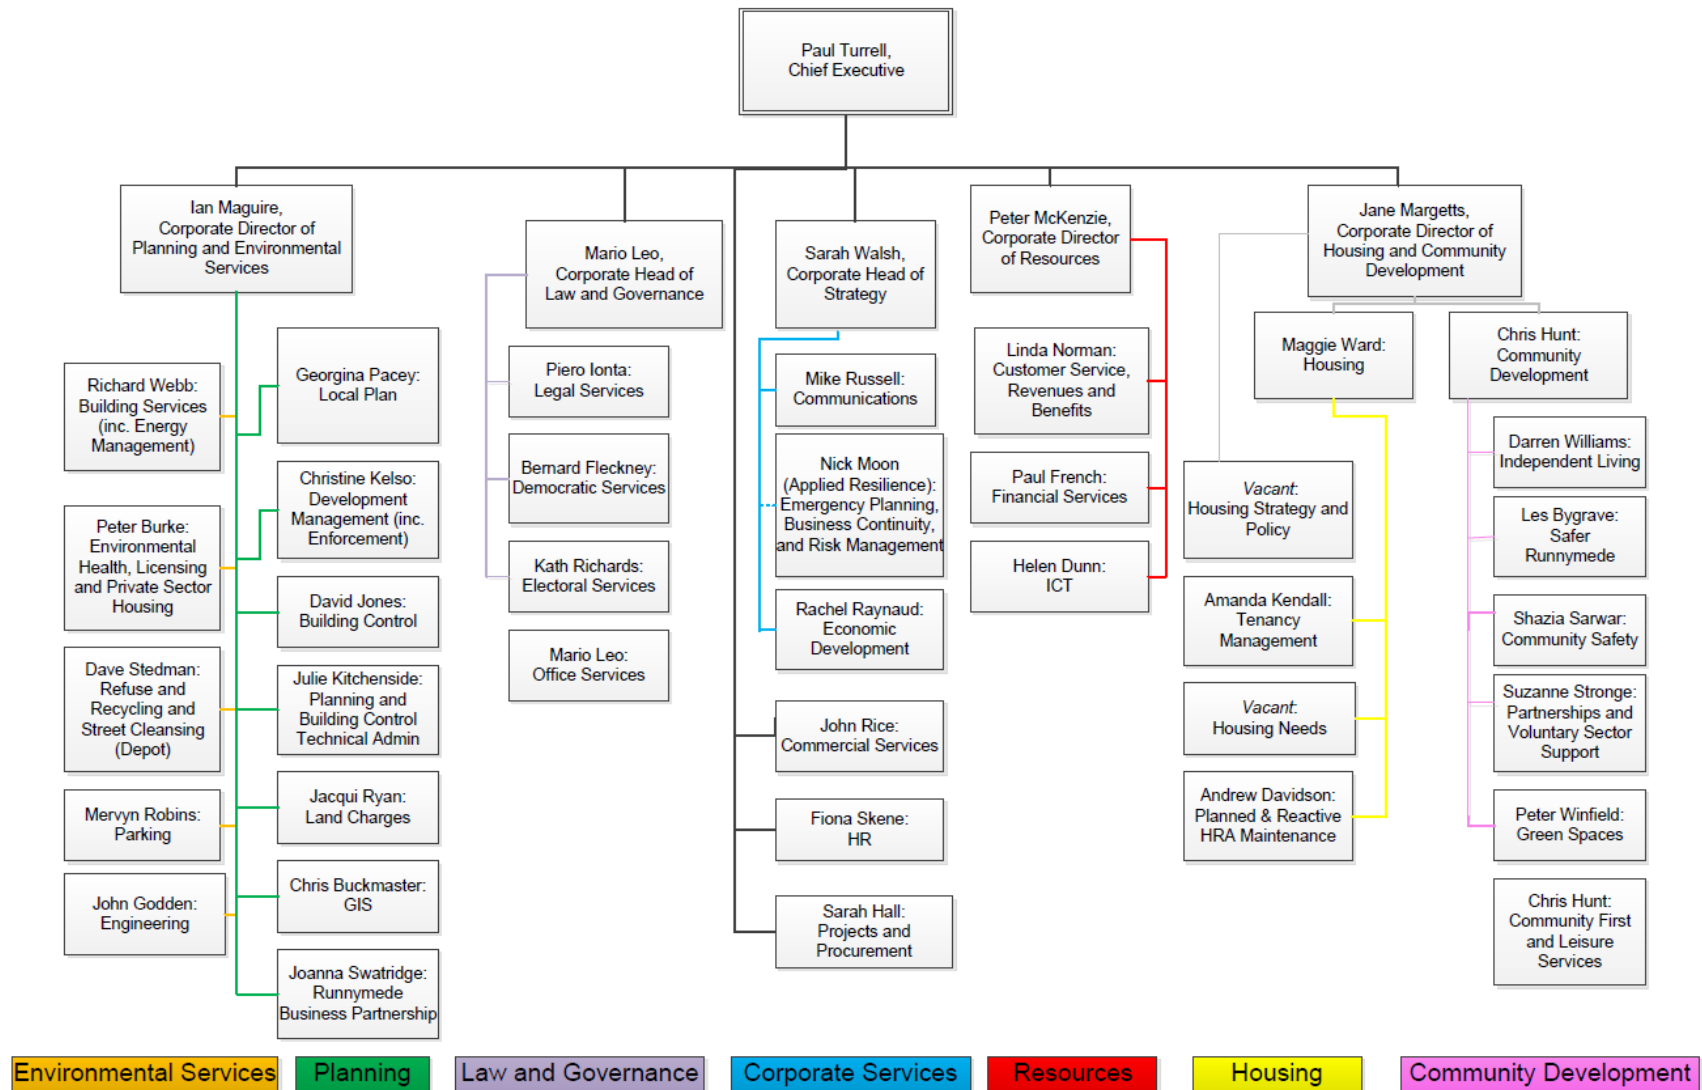 Paul Turrell,
Chief Executive
Ian Maguire,
Corporate Director of
Planning and Environmental
Services
Mario Leo,
Corporate Head of
Law and Governance
Sarah Walsh,
Corporate Head of
Strategy
Peter McKenzie,
Corporate Director
of Resources
Jane Margetts,
Corporate Director of
Housing and Community
Development
Richard Webb:
Building Services
(inc. Energy
Management)
Peter Burke:
Environmental
Health, Licensing
and Private Sector
Housing
Dave Stedman:
Refuse and
Recycling and
Street Cleansing
(Depot)
Mervyn Robins:
Parking
John Godden:
Engineering
Georgina Pacey:
Local Plan
Christine Kelso:
Development
Management (inc.
Enforcement)
David Jones:
Building Control
Julie Kitchenside:
Planning and
Building Control
Technical Admin
Jacqui Ryan:
Land Charges
Chris Buckmaster:
GIS
Joanna Swatridge:
Runnymede
Business Partnership
Piero Ionta:
Legal Services
Bernard Fleckney:
Democratic Services
Kath Richards:
Electoral Services
Mario Leo:
Office Services
Mike Russell:
Communications
Nick Moon
(Applied Resilience):
Emergency Planning,
Business Continuity,
and Risk Management
Rachel Raynaud:
Economic
Development
John Rice:
Commercial Services
Fiona Skene:
HR
Sarah Hall:
Projects and
Procurement
Linda Norman:
Customer Service,
Revenues and
Benefits
Paul French:
Financial Services
Helen Dunn:
ICT
Maggie Ward:
Housing
Chris Hunt:
Community
Development
Vacant:
Housing Strategy and
Policy
Amanda Kendall:
Tenancy
Management
Vacant:
Housing Needs
Andrew Davidson:
Planned & Reactive
HRA Maintenance
Darren Williams:
Independent Living
Les Bygrave:
Safer
Runnymede
Shazia Sarwar:
Community Safety
Suzanne Stronge:
Partnerships and
Voluntary Sector
Support
Peter Winfield:
Green Spaces
Chris Hunt:
Community First
and Leisure
Services
Environmental Services
Planning
Law and Governance
Corporate Services
Resources
Housing
Community Development